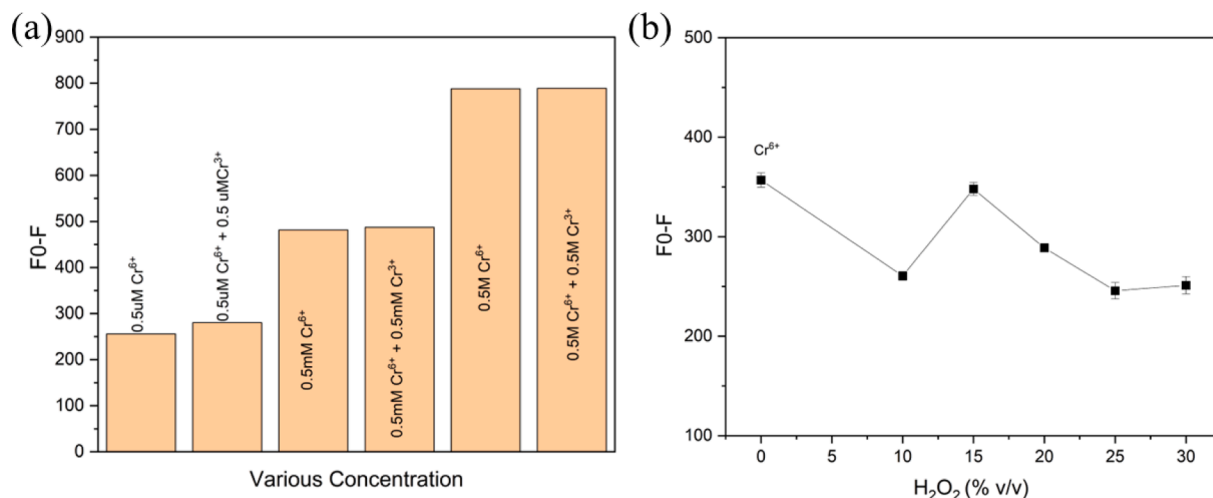 (a)
900
800
700
600
500
400
300
200
100
0
F0-F
0.5uM Cr⁶⁺
0.5uM Cr⁶⁺ + 0.5 uMCr³⁺
0.5mM Cr⁶⁺
0.5mM Cr⁶⁺ + 0.5mM Cr³⁺
0.5M Cr⁶⁺
0.5M Cr⁶⁺ + 0.5M Cr³⁺
Various Concentration
(b)
500
400
300
200
100
F0-F
Cr⁶⁺
0 5 10 15 20 25 30
H₂O₂ (% v/v)